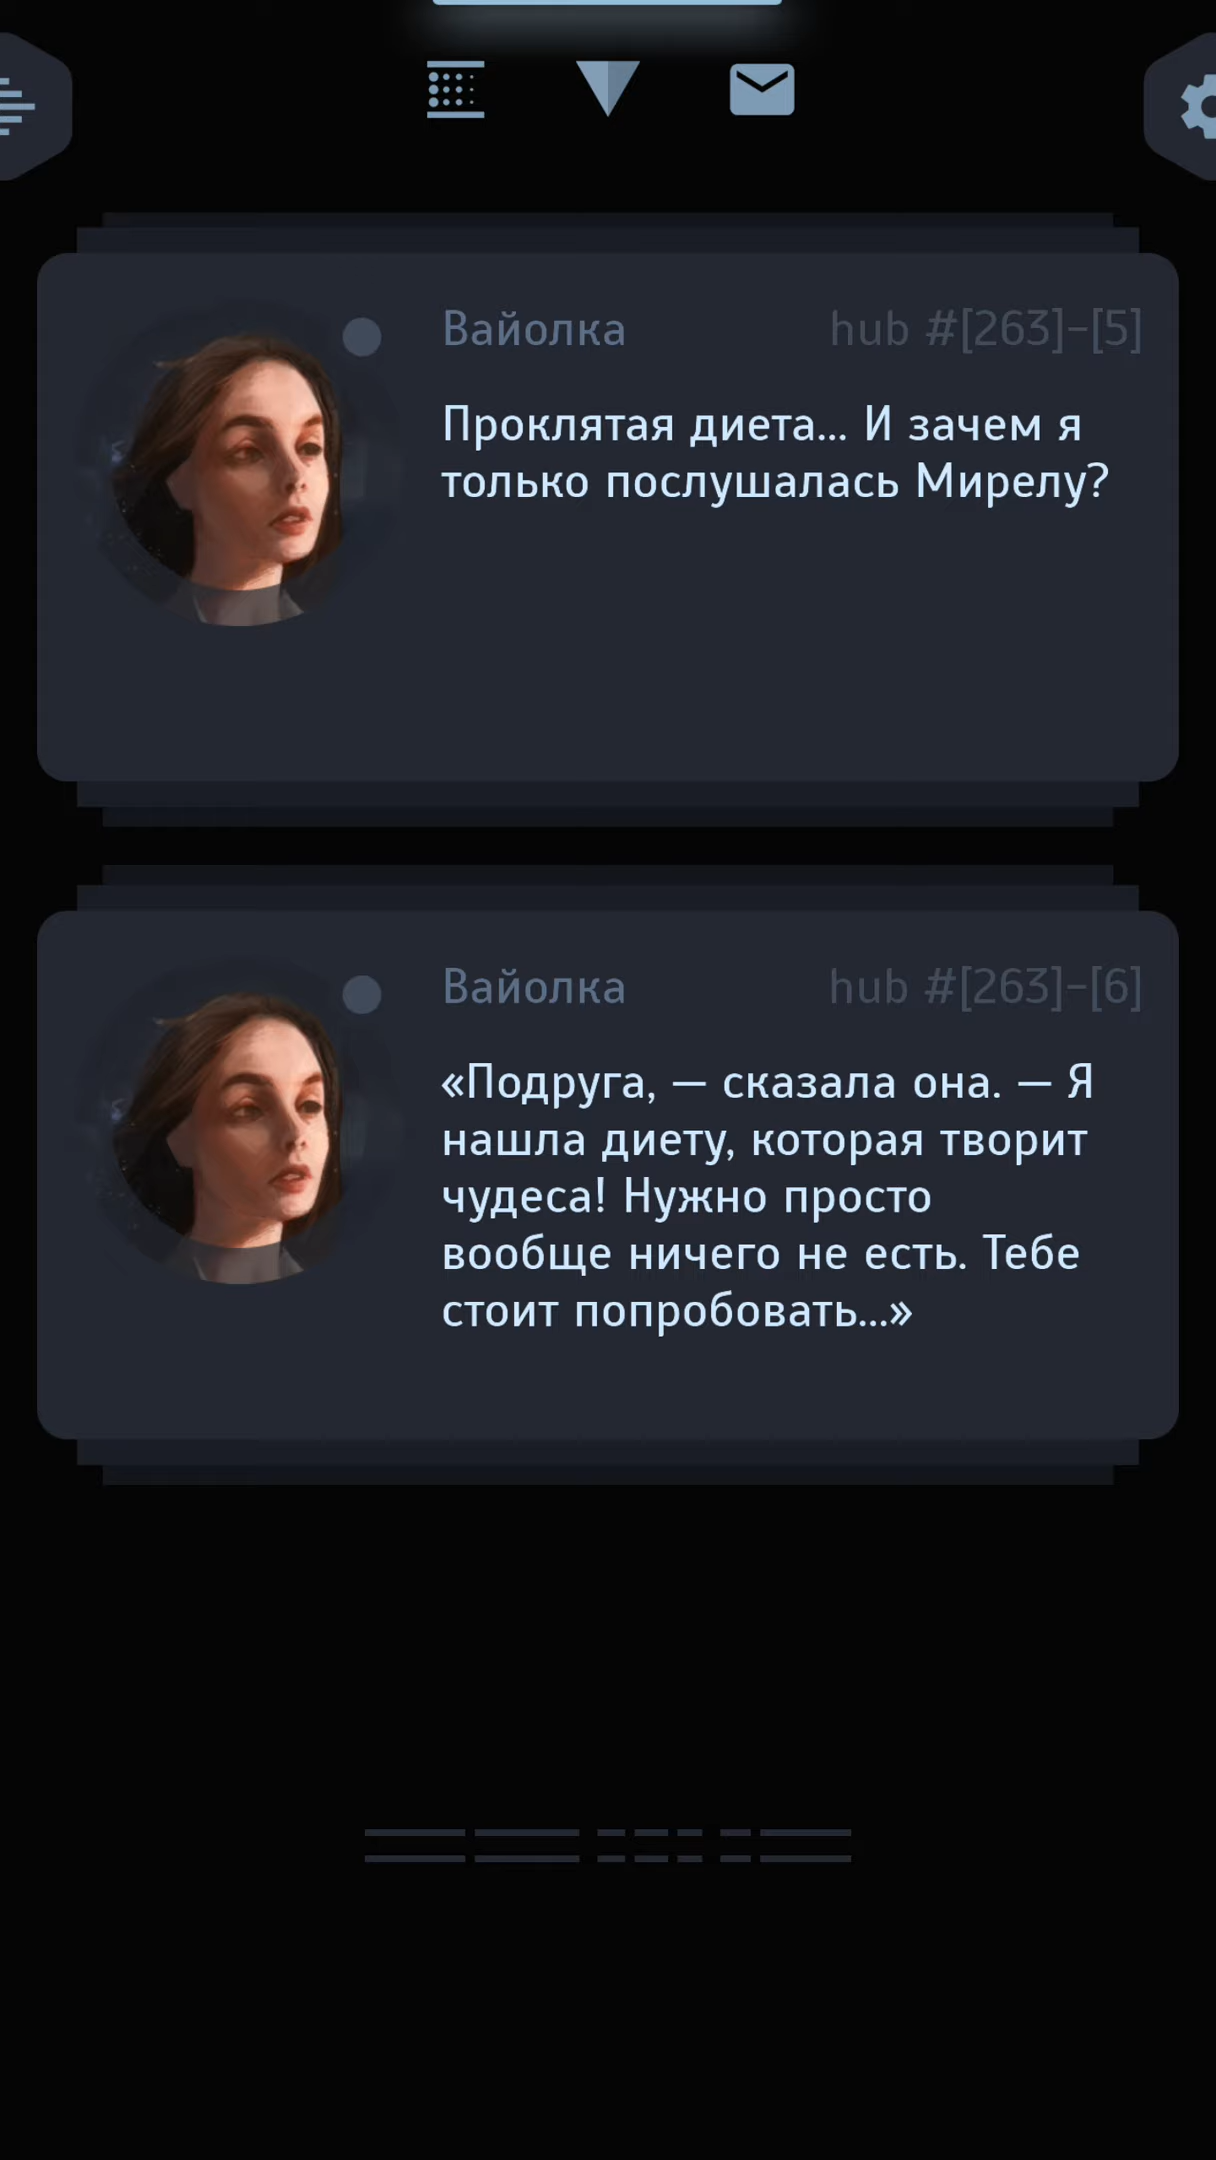 Вайолка
hub #[263]-[5]
Проклятая диета... И зачем я
только послушалась Мирелу?
Вайолка
hub #[263]-[6]
«Подруга, — сказала она. — Я
нашла диету, которая творит
чудеса! Нужно просто
вообще ничего не есть. Тебе
стоит попробовать...»